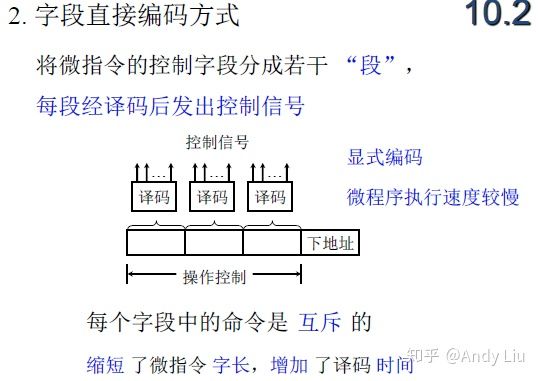 2. 字段直接编码方式
10.2
将微指令的控制字段分成若干 “段”，
每段经译码后发出控制信号
控制信号
显式编码
微程序执行速度较慢
… … …
译码 译码 译码
下地址
操作控制
每个字段中的命令是 互斥 的
缩短 了微指令 字长，增加 了译码 时间
知乎 @Andy Liu